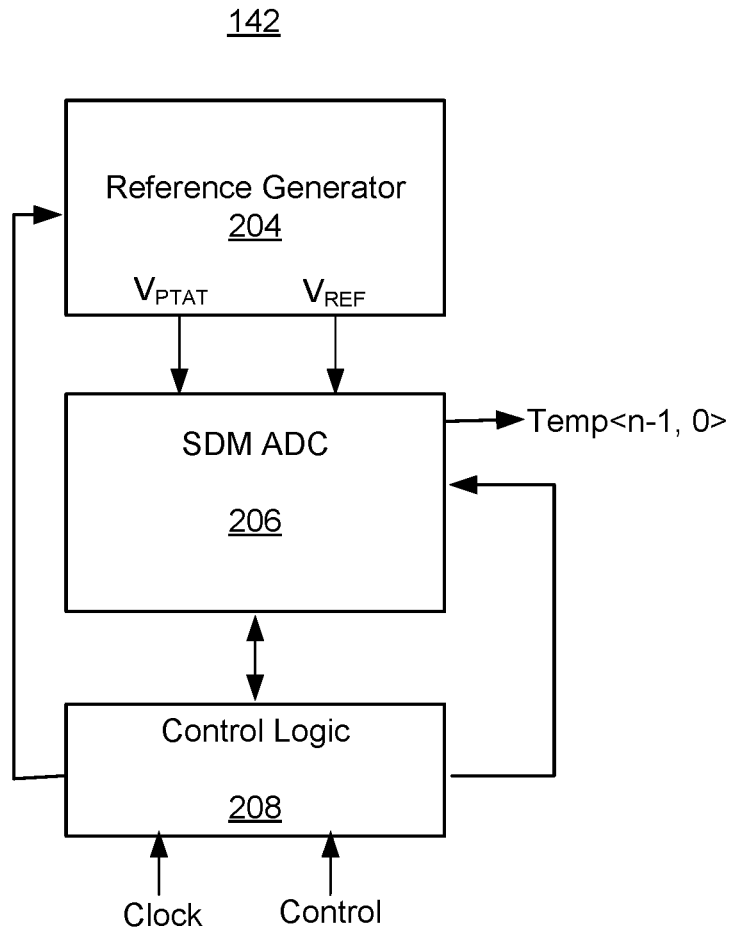 142
Reference Generator
204
VPTAT VREF
SDM ADC
Temp<n-1, 0>
206
Control Logic
208
Clock Control